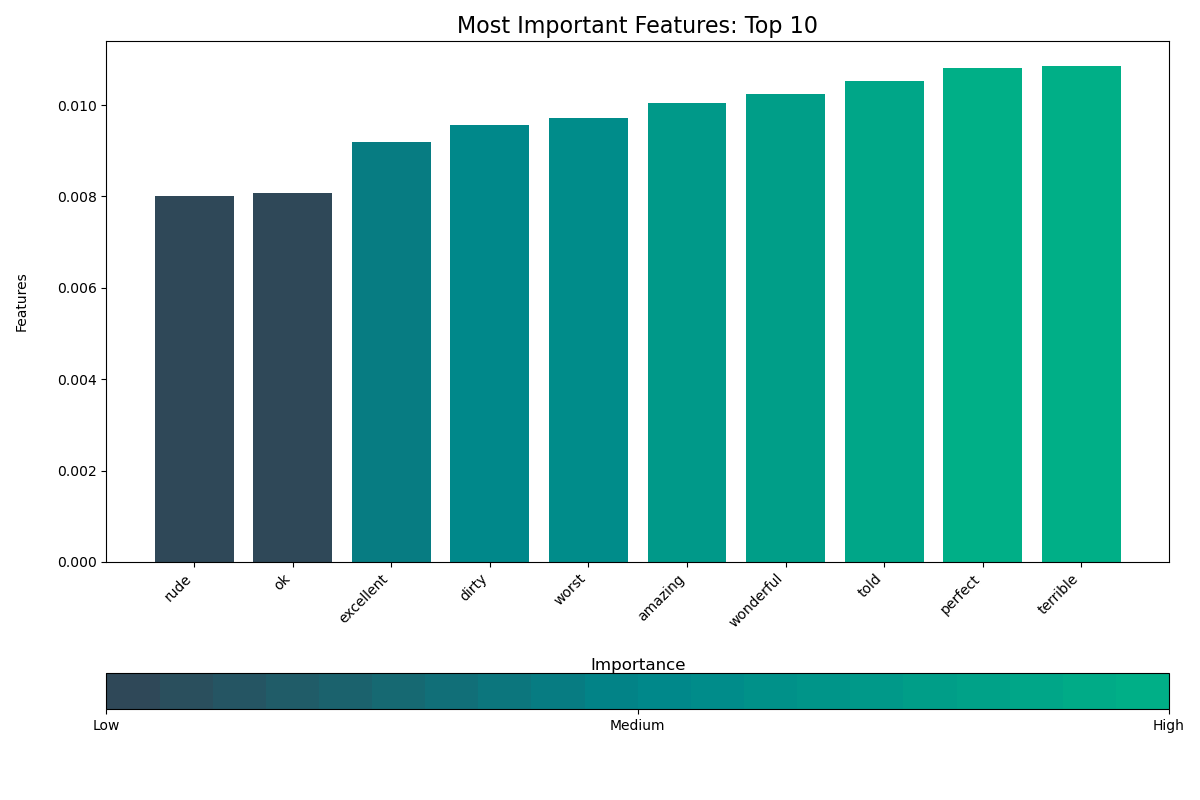 Most Important Features: Top 10
Features
0.010
0.008
0.006
0.004
0.002
0.000
rude
ok
excellent
dirty
worst
amazing
wonderful
told
perfect
terrible
Importance
Low
Medium
High